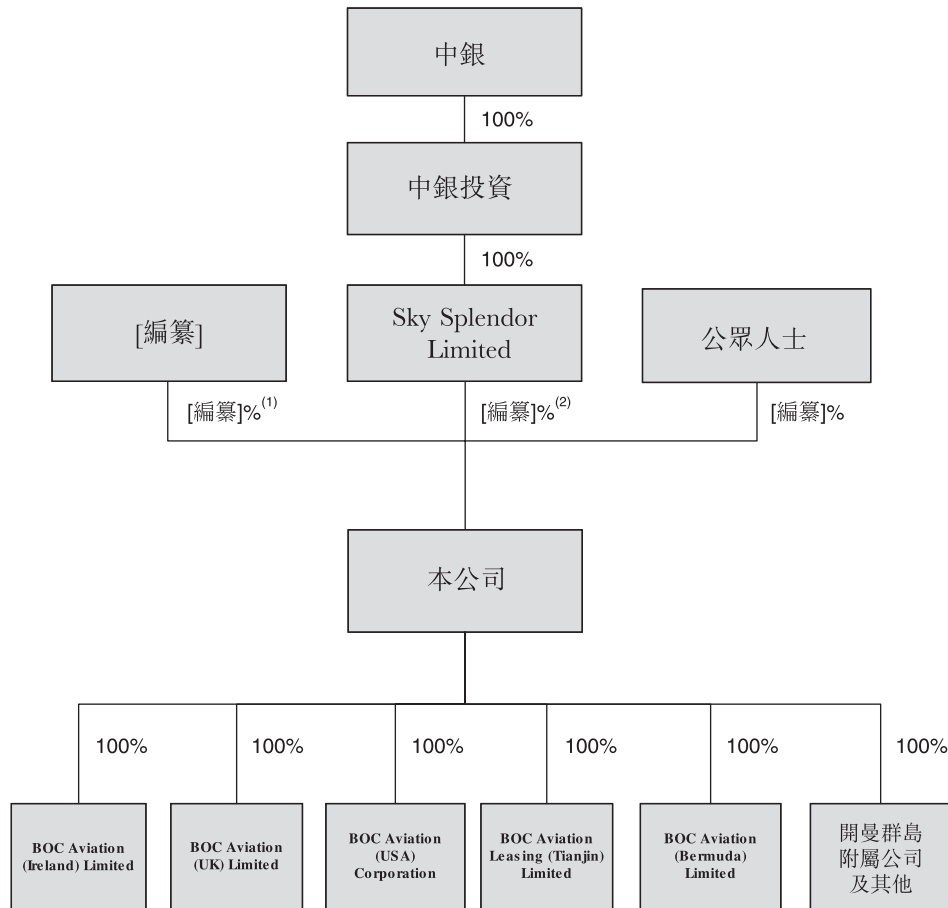 中銀
100%
中銀投資
100%
[編纂]
Sky Splendor
Limited
公眾人士
[編纂]%(1)
[編纂]%(2)
[編纂]%
本公司
100%
100%
100%
100%
100%
100%
BOC Aviation
(Ireland) Limited
BOC Aviation
(UK) Limited
BOC Aviation
(USA)
Corporation
BOC Aviation
Leasing (Tianjin)
Limited
BOC Aviation
(Bermuda)
Limited
開曼群島
附屬公司
及其他